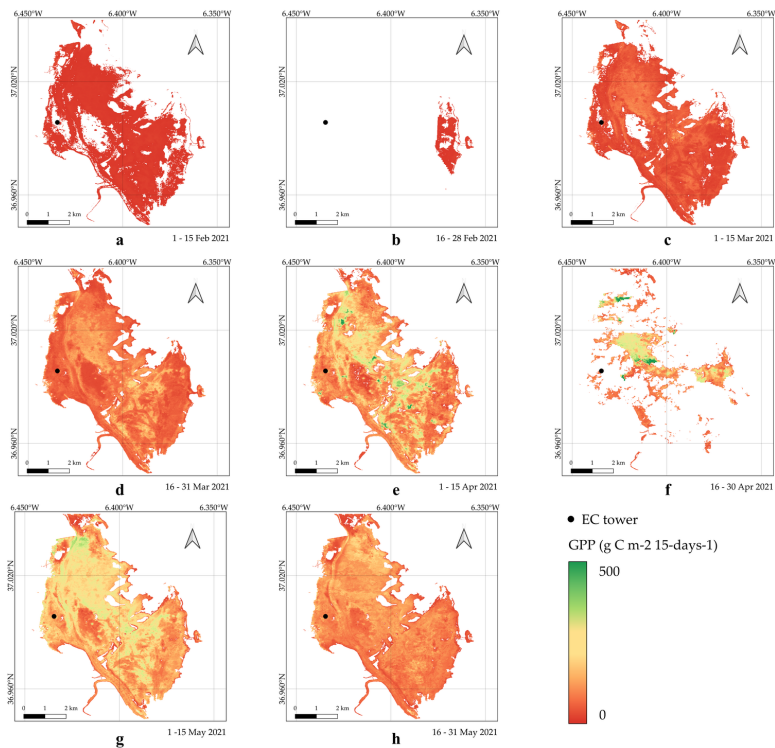 6.450°W 6.400°W 6.350°W
37.020°N
36.960°N
0 1 2 km
1 - 15 Feb 2021
a
6.450°W 6.400°W 6.350°W
37.020°N
36.960°N
0 1 2 km
16 - 28 Feb 2021
b
6.450°W 6.400°W 6.350°W
37.020°N
36.960°N
0 1 2 km
1 - 15 Mar 2021
c
6.450°W 6.400°W 6.350°W
37.020°N
36.960°N
0 1 2 km
16 - 31 Mar 2021
d
6.450°W 6.400°W 6.350°W
37.020°N
36.960°N
0 1 2 km
1 - 15 Apr 2021
e
6.450°W 6.400°W 6.350°W
37.020°N
36.960°N
0 1 2 km
16 - 30 Apr 2021
f
6.450°W 6.400°W 6.350°W
37.020°N
36.960°N
0 1 2 km
1 -15 May 2021
g
6.450°W 6.400°W 6.350°W
37.020°N
36.960°N
0 1 2 km
16 - 31 May 2021
h
EC tower
GPP (g C m-2 15-days-1)
500
0